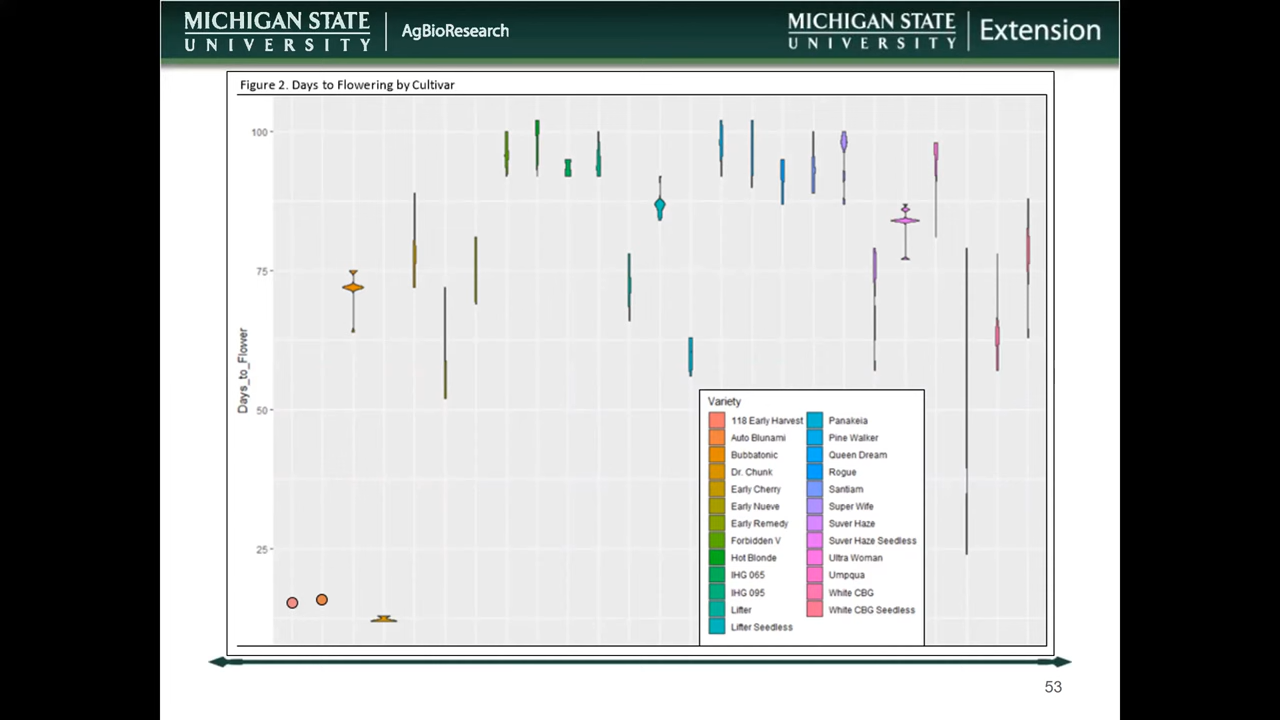 MICHIGAN STATE
UNIVERSITY
AgBioResearch
MICHIGAN STATE
UNIVERSITY
Extension
Figure 2. Days to Flowering by Cultivar
100
75
50
25
Days_to_Flower
Variety
118 Early Harvest
Auto Blunami
Bubbatonic
Dr. Chunk
Early Cherry
Early Nueve
Early Remedy
Forbidden V
Hot Blonde
IHG 065
IHG 095
Lifter
Lifter Seedless
Panakeia
Pine Walker
Queen Dream
Rogue
Santiam
Super Wife
Suver Haze
Suver Haze Seedless
Ultra Woman
Umpqua
White CBG
White CBG Seedless
53